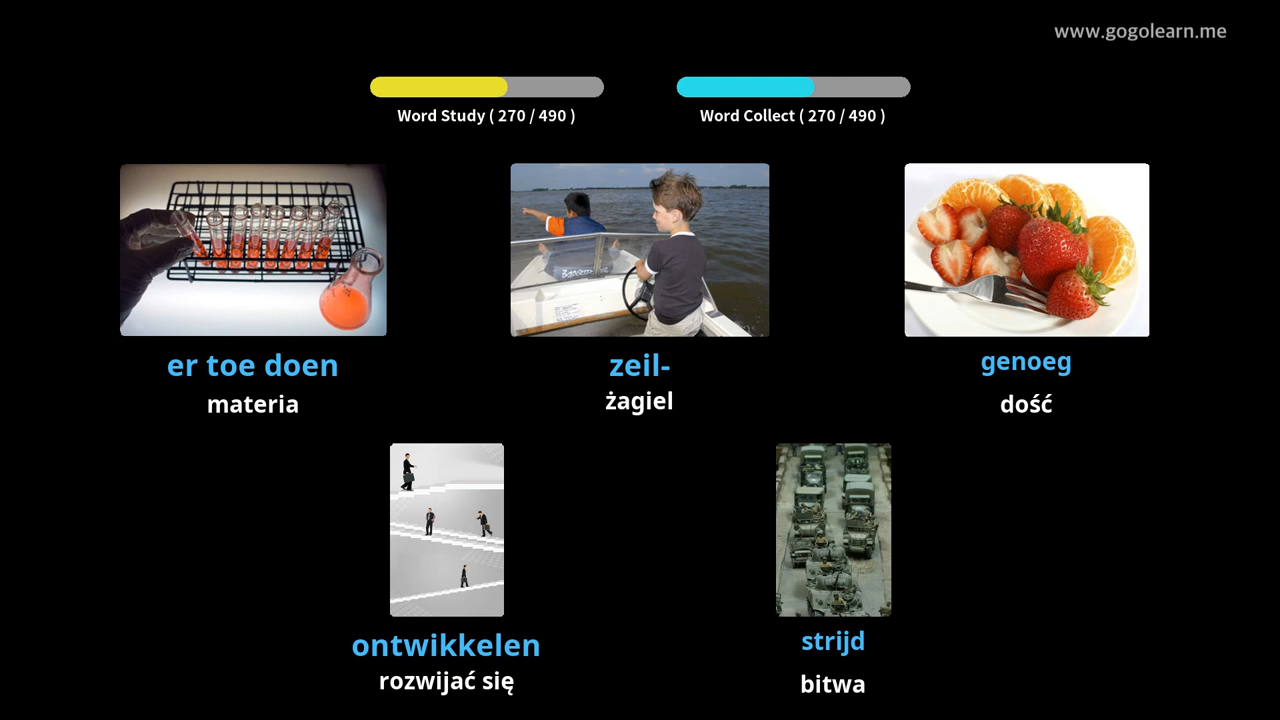 www.gogolearn.me
Word Study ( 270 / 490 )
Word Collect ( 270 / 490 )
er toe doen
materia
zeil-
żagiel
genoeg
dość
ontwikkelen
rozwijać się
strijd
bitwa